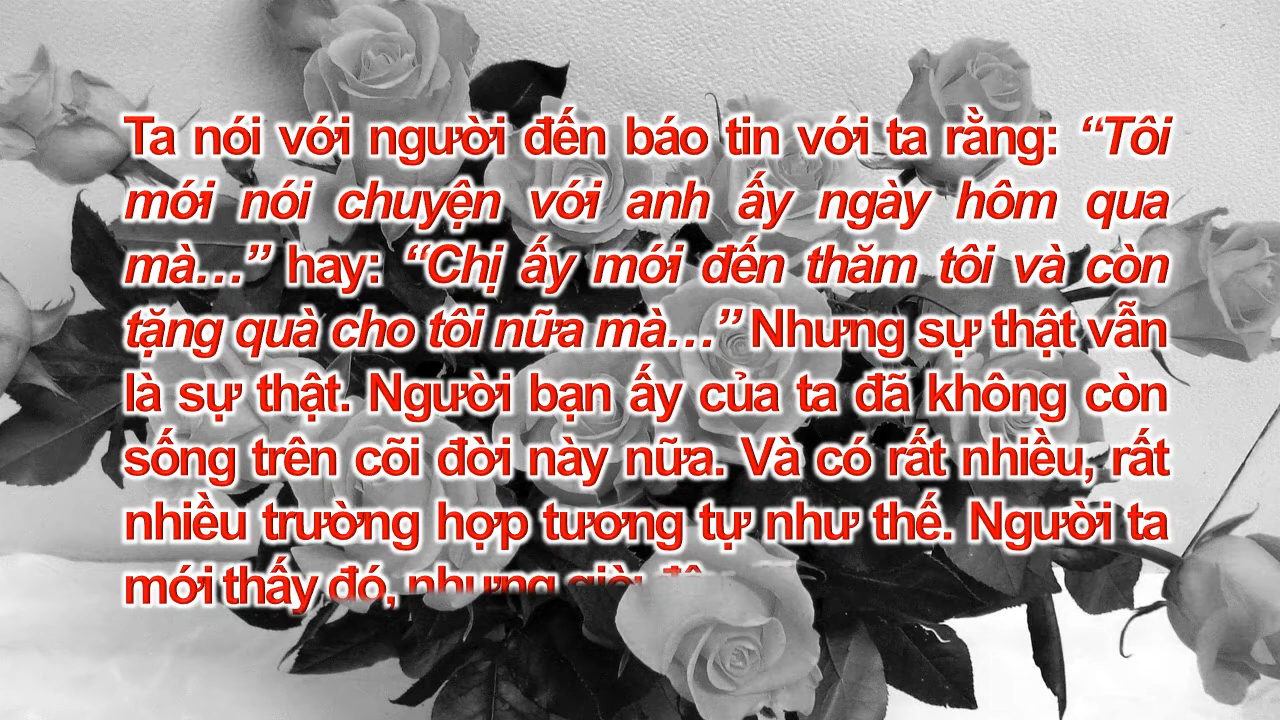 Ta nói với người đến báo tin với ta rằng: “Tôi
mới nói chuyện với anh ấy ngày hôm qua
mà…” hay: “Chị ấy mới đến thăm tôi và còn
tặng quà cho tôi nữa mà…” Nhưng sự thật vẫn
là sự thật. Người bạn ấy của ta đã không còn
sống trên cõi đời này nữa. Và có rất nhiều, rất
nhiều trường hợp tương tự như thế. Người ta
mới thấy đó, nhưng